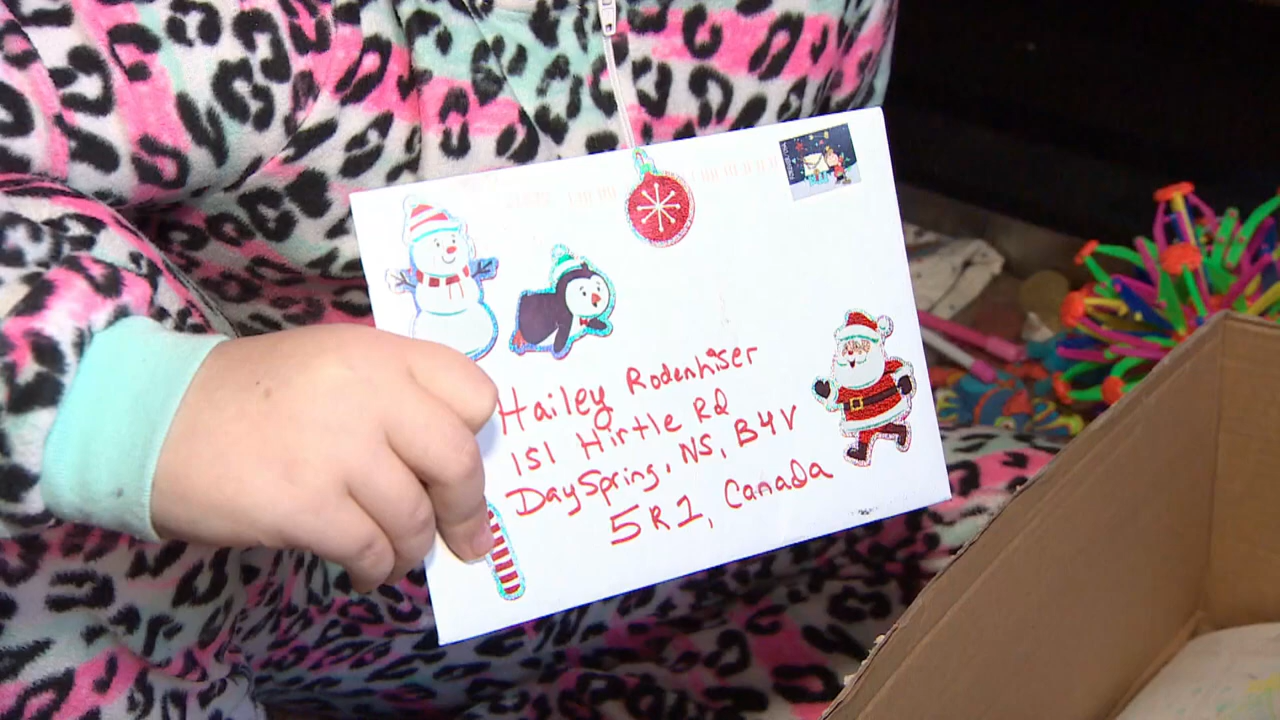 Hailey Rodenhiser
151 Hirtle Rd
DaySpring, NS, B4V
5R1, Canada